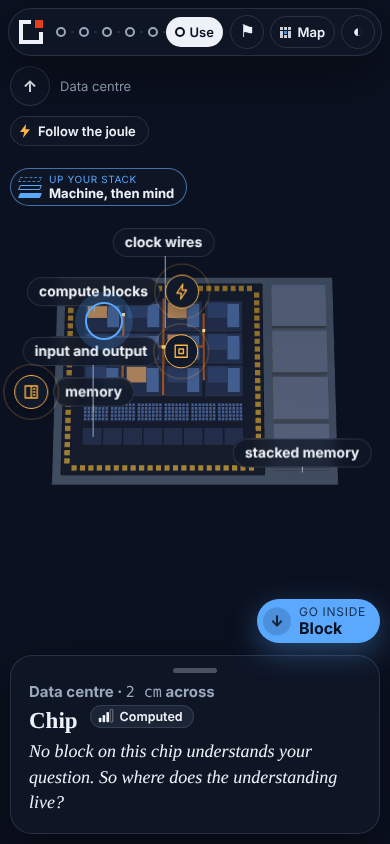 Use
Map
Data centre
Follow the joule
UP YOUR STACK
Machine, then mind
clock wires
compute blocks
input and output
memory
stacked memory
GO INSIDE
Block
Data centre · 2 cm across
Chip
Computed
No block on this chip understands your
question. So where does the understanding
live?